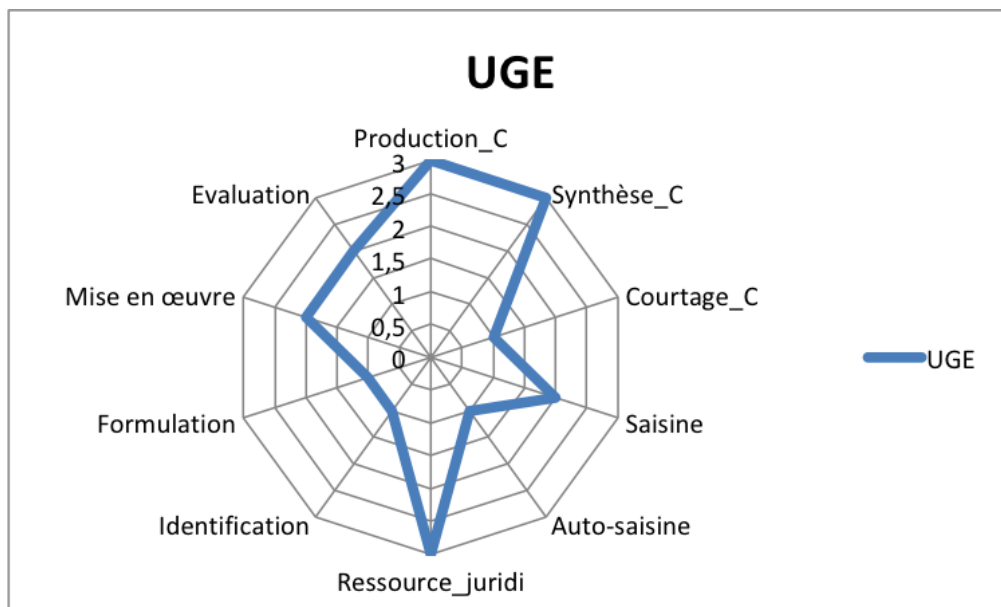 UGE
Production_C
3
Evaluation
Synthèse_C
2,5
2
1,5
Mise en œuvre
Courtage_C
1
0,5
0
UGE
Formulation
Saisine
Identification
Auto-saisine
Ressource_juridi